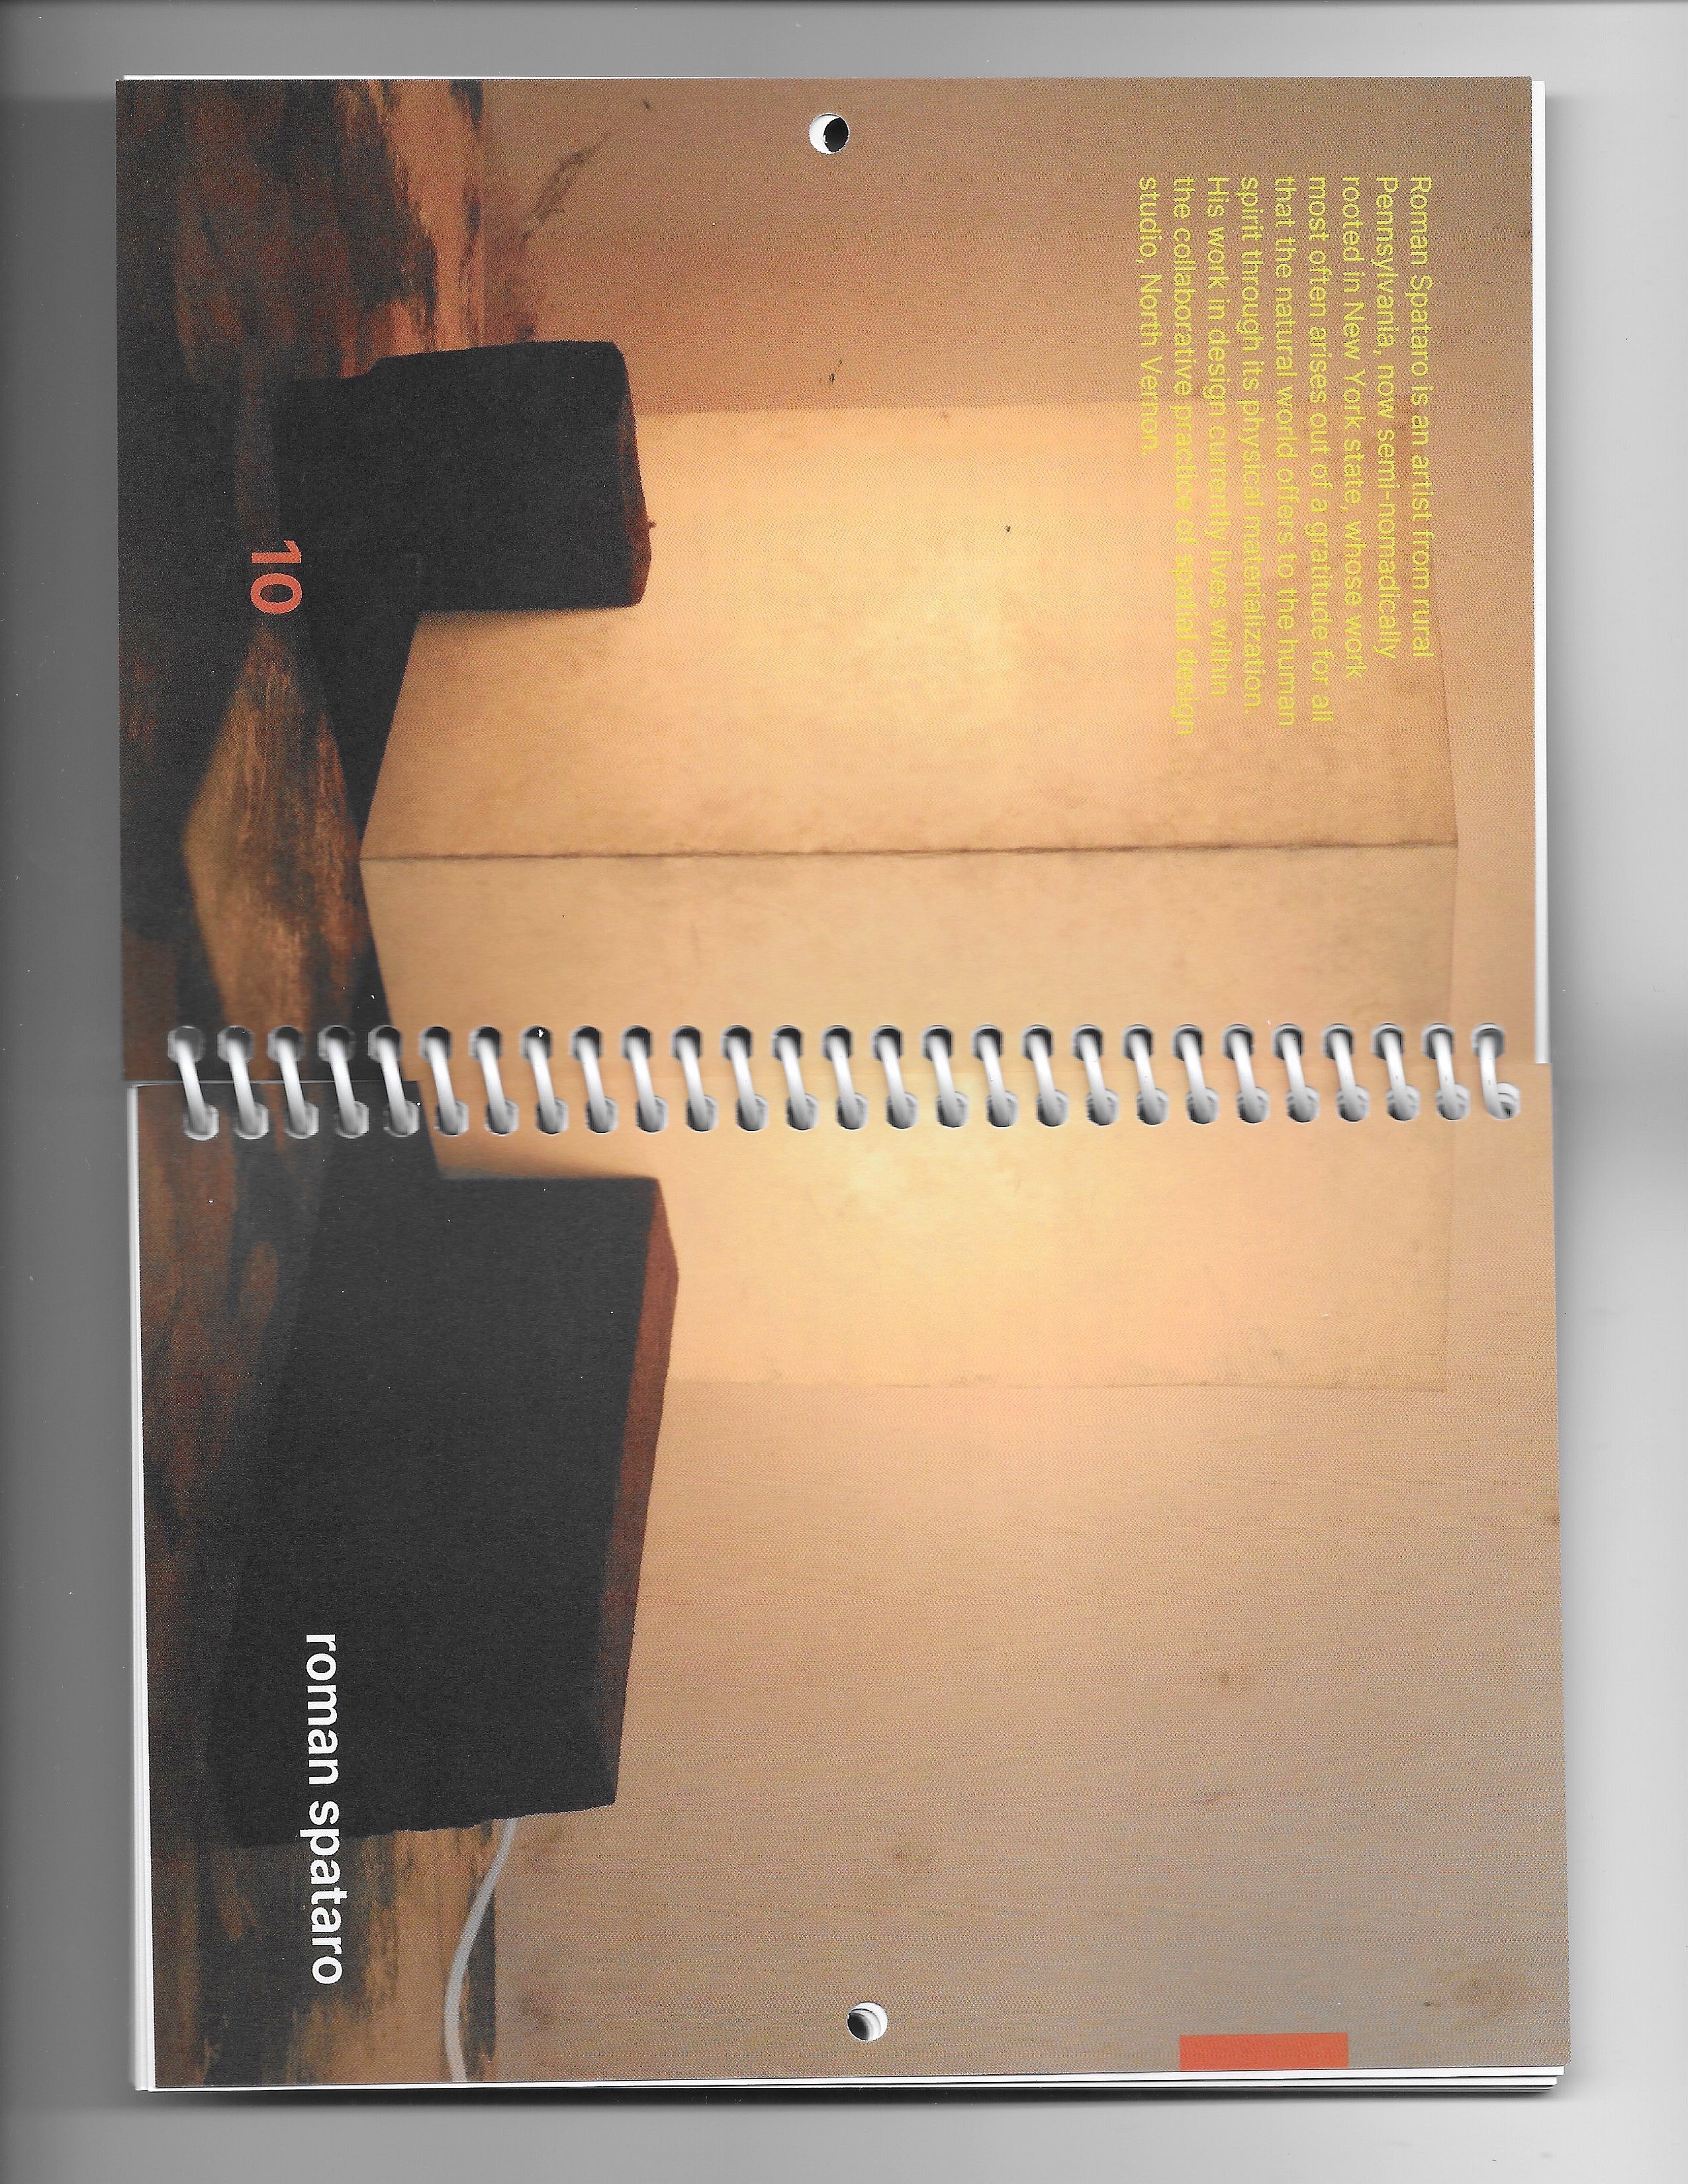 Roman Spataro is an artist from rural
Pennsylvania, now semi-nomadically
rooted in New York state, whose work
most often arises out of a gratitude for all
that the natural world offers to the human
spirit through its physical materialization.
His work in design currently lives within
the collaborative practice of spatial design
studio, North Vernon.
10
roman spataro